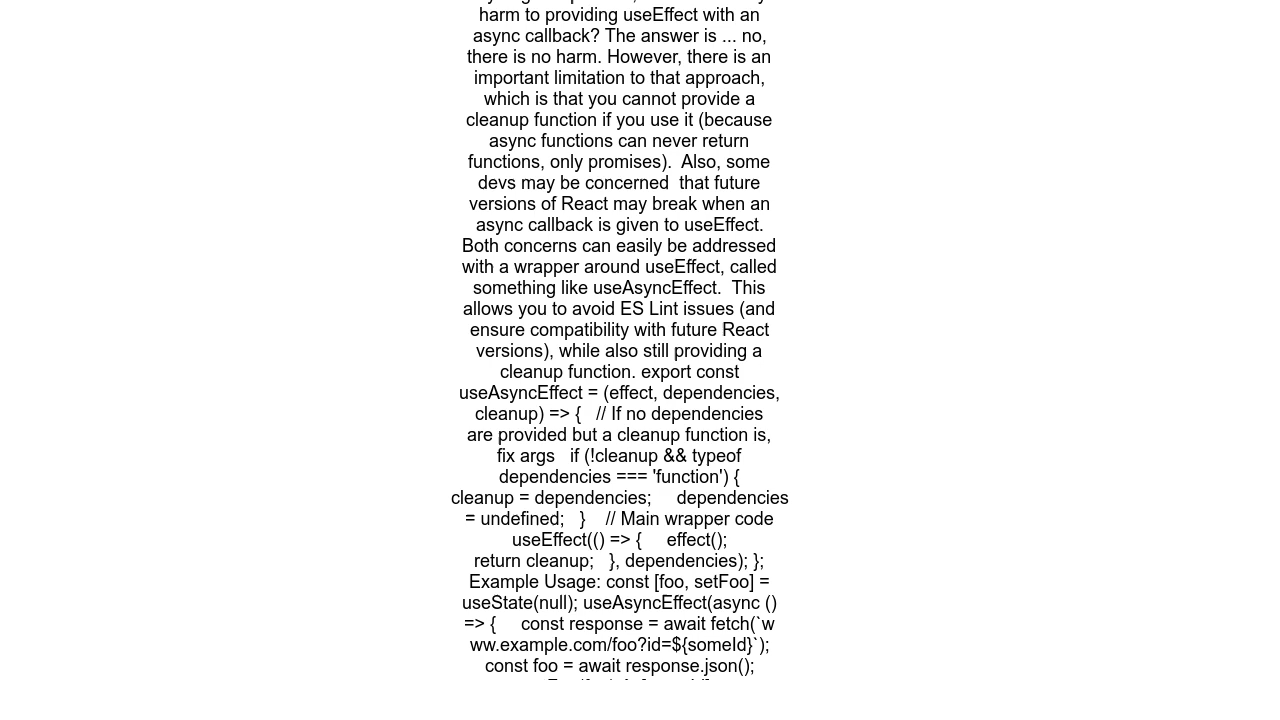 harm to providing useEffect with an
async callback? The answer is ... no,
there is no harm. However, there is an
important limitation to that approach,
which is that you cannot provide a
cleanup function if you use it (because
async functions can never return
functions, only promises).  Also, some
devs may be concerned  that future
versions of React may break when an
async callback is given to useEffect.
Both concerns can easily be addressed
with a wrapper around useEffect, called
something like useAsyncEffect.  This
allows you to avoid ES Lint issues (and
ensure compatibility with future React
versions), while also still providing a
cleanup function. export const
useAsyncEffect = (effect, dependencies,
cleanup) => {   // If no dependencies
are provided but a cleanup function is,
fix args   if (!cleanup && typeof
dependencies === 'function') {
cleanup = dependencies;     dependencies
= undefined;   }    // Main wrapper code
useEffect(() => {     effect();
return cleanup;   }, dependencies); };
Example Usage: const [foo, setFoo] =
useState(null); useAsyncEffect(async ()
=> {     const response = await fetch(`w
ww.example.com/foo?id=${someId}`);
const foo = await response.json();